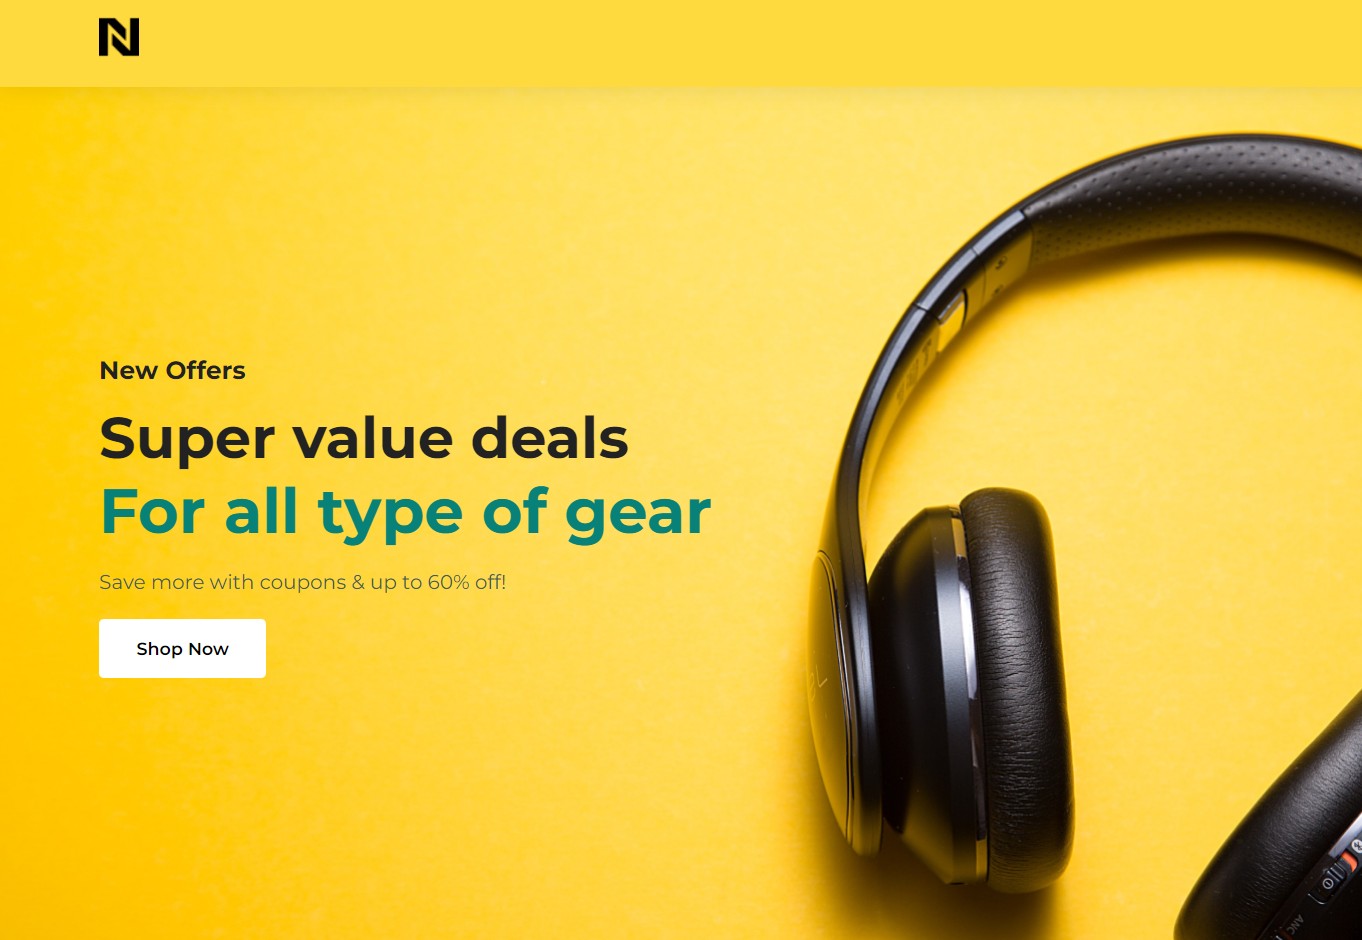 N
New Offers
Super value deals
For all type of gear
Save more with coupons & up to 60% off!
Shop Now
ANC